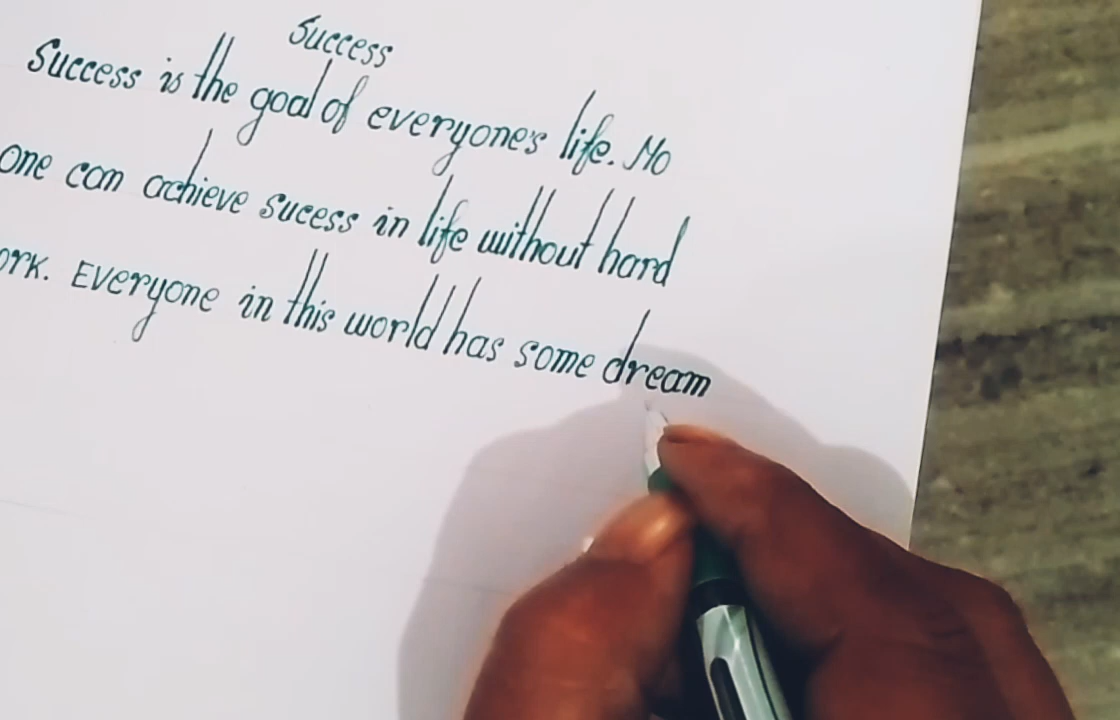 Success
Success is the goal of everyone's life. No
one can achieve sucess in life without hard
ork. Everyone in this world has some dream